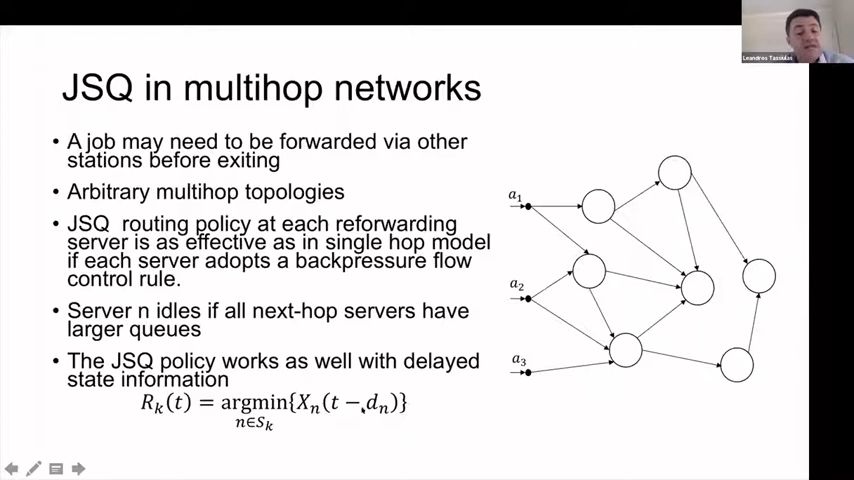 Leandros Tassiulas
JSQ in multihop networks
• A job may need to be forwarded via other
stations before exiting
• Arbitrary multihop topologies
• JSQ routing policy at each reforwarding
server is as effective as in single hop model
if each server adopts a backpressure flow
control rule.
• Server n idles if all next-hop servers have
larger queues
• The JSQ policy works as well with delayed
state information
R_k(t) = argmin{X_n(t − d_n)}
n∈S_k
a_1
a_2
a_3